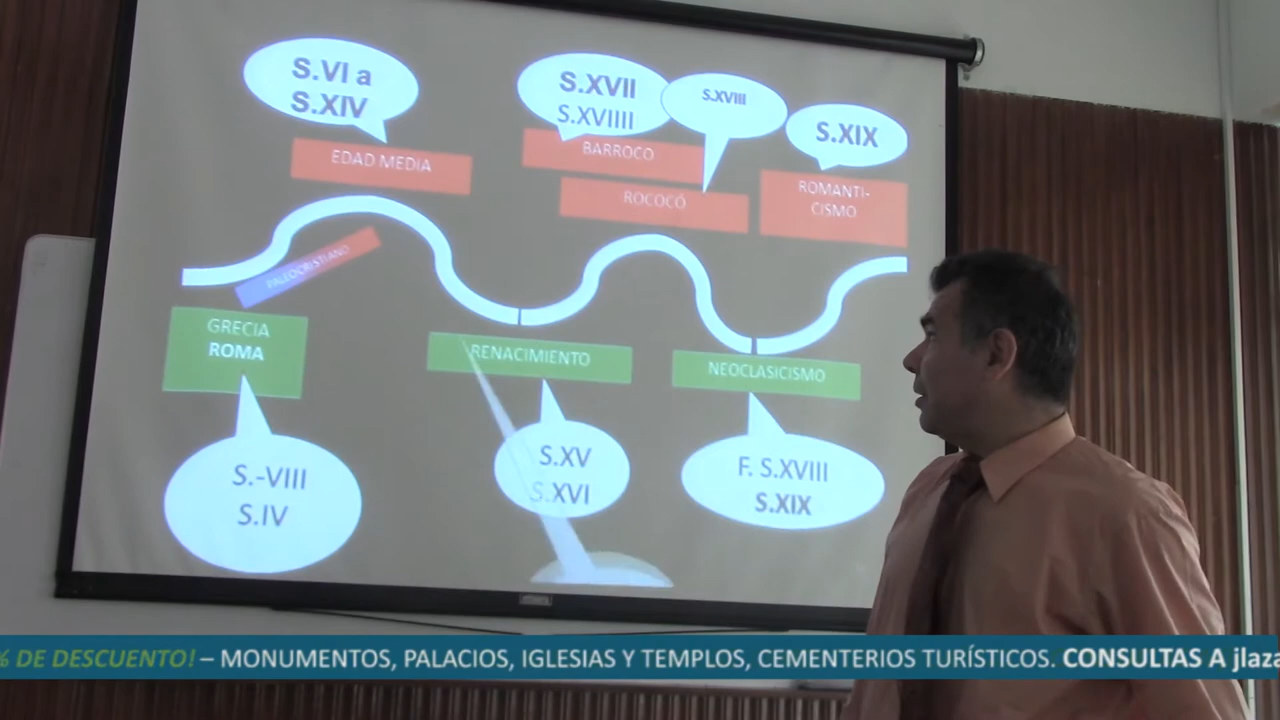 S.VI a
S.XIV
EDAD MEDIA
S.XVII
S.XVIIII
BARROCO
S.XVIII
ROCOCÓ
S.XIX
ROMANTI-
CISMO
PALEOCRISTIANO
GRECIA
ROMA
S.-VIII
S.IV
RENACIMIENTO
S.XV
S.XVI
NEOCLASICISMO
F. S.XVIII
S.XIX
% DE DESCUENTO! – MONUMENTOS, PALACIOS, IGLESIAS Y TEMPLOS, CEMENTERIOS TURÍSTICOS. CONSULTAS A jlaza